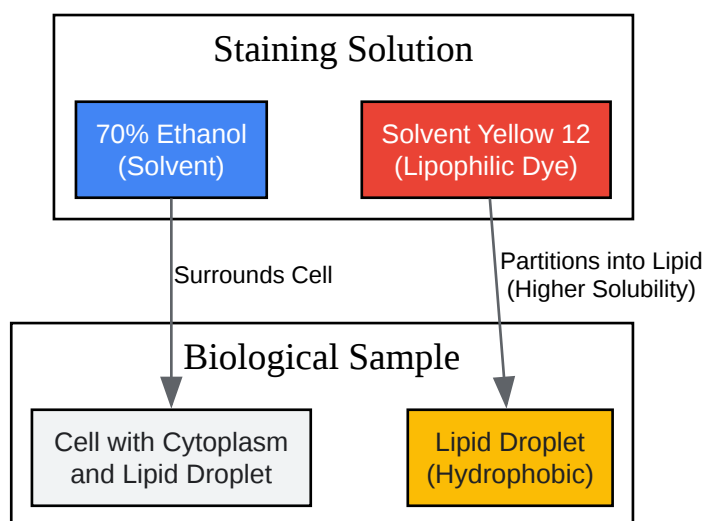 Staining Solution
70% Ethanol
(Solvent)
Solvent Yellow 12
(Lipophilic Dye)
Surrounds Cell
Partitions into Lipid
(Higher Solubility)
Biological Sample
Cell with Cytoplasm
and Lipid Droplet
Lipid Droplet
(Hydrophobic)